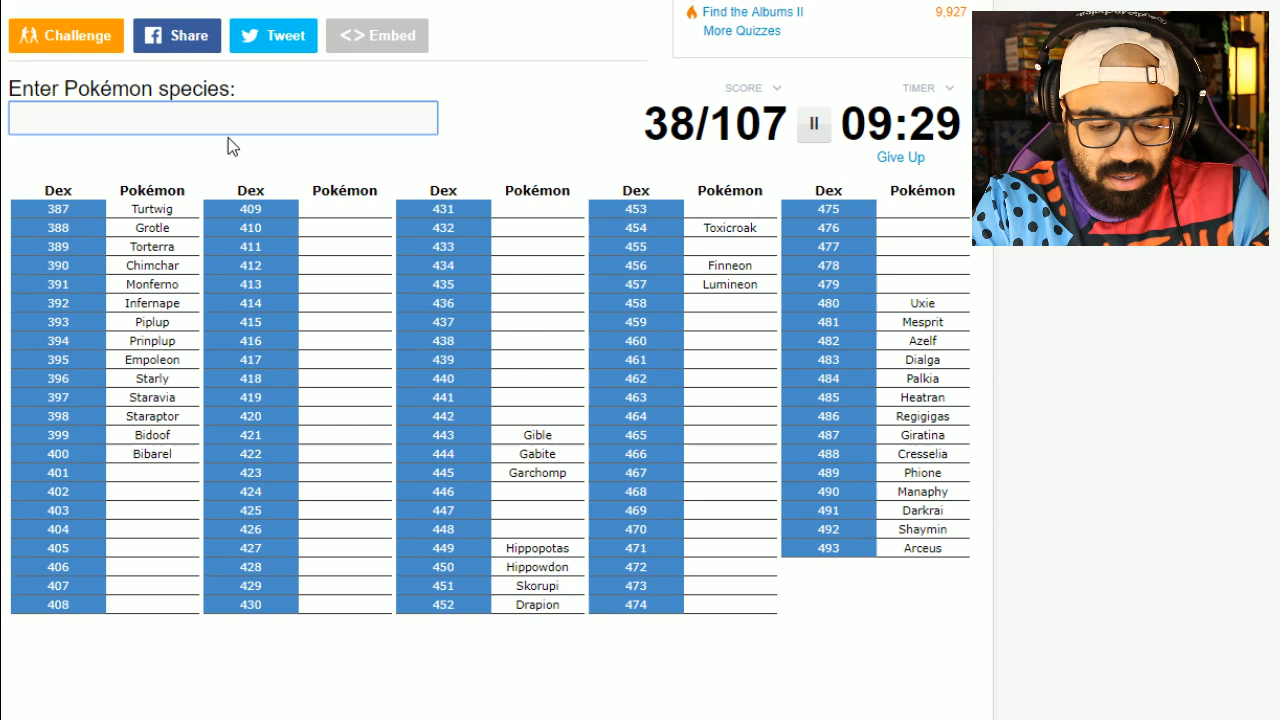 Challenge Share Tweet <> Embed
Find the Albums II 9,927
More Quizzes
Enter Pokémon species:
SCORE TIMER
38/107 09:29
Give Up
Dex Pokémon Dex Pokémon Dex Pokémon Dex Pokémon Dex Pokémon
387 Turtwig 409 431 453 475
388 Grotle 410 432 454 Toxicroak 476
389 Torterra 411 433 455 477
390 Chimchar 412 434 456 Finneon 478
391 Monferno 413 435 457 Lumineon 479
392 Infernape 414 436 458 480 Uxie
393 Piplup 415 437 459 481 Mesprit
394 Prinplup 416 438 460 482 Azelf
395 Empoleon 417 439 461 483 Dialga
396 Starly 418 440 462 484 Palkia
397 Staravia 419 441 463 485 Heatran
398 Staraptor 420 442 464 486 Regigigas
399 Bidoof 421 443 Gible 465 487 Giratina
400 Bibarel 422 444 Gabite 466 488 Cresselia
401 423 445 Garchomp 467 489 Phione
402 424 446 468 490 Manaphy
403 425 447 469 491 Darkrai
404 426 448 470 492 Shaymin
405 427 449 Hippopotas 471 493 Arceus
406 428 450 Hippowdon 472
407 429 451 Skorupi 473
408 430 452 Drapion 474